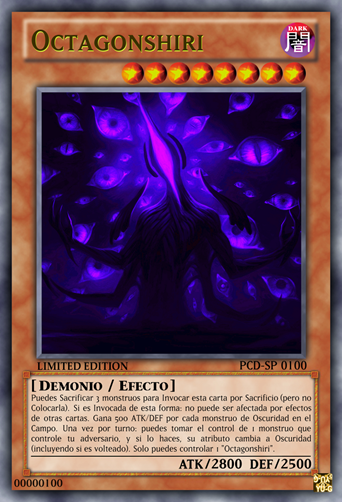 OCTAGONSHIRI
DARK
闇
LIMITED EDITION
PCD-SP 0100
[ DEMONIO / EFECTO ]
Puedes Sacrificar 3 monstruos para Invocar esta carta por Sacrificio (pero no
Colocarla). Si es Invocada de esta forma: no puede ser afectada por efectos
de otras cartas. Gana 500 ATK/DEF por cada monstruo de Oscuridad en el
Campo. Una vez por turno: puedes tomar el control de 1 monstruo que
controle tu adversario, y si lo haces, su atributo cambia a Oscuridad
(incluyendo si es volteado). Solo puedes controlar 1 "Octagonshiri".
ATK/2800 DEF/2500
00000100